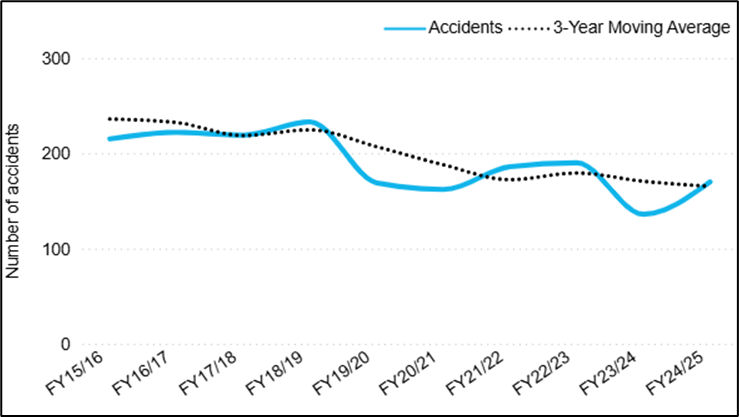 Accidents 3-Year Moving Average
300
200
100
0
Number of accidents
FY15/16 FY16/17 FY17/18 FY18/19 FY19/20 FY20/21 FY21/22 FY22/23 FY23/24 FY24/25